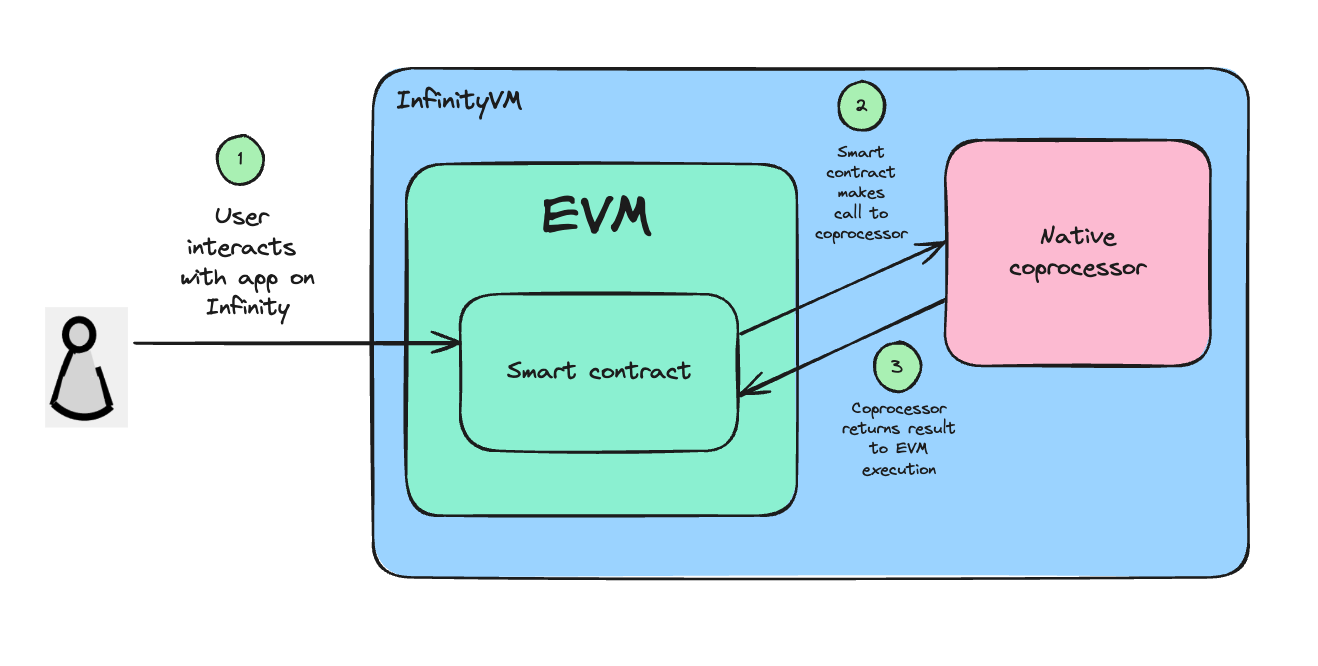 InfinityVM
1
User
interacts
with app on
Infinity
EVM
Smart contract
2
Smart
contract
makes
call to
coprocessor
Native
coprocessor
3
Coprocessor
returns result
to EVM
execution